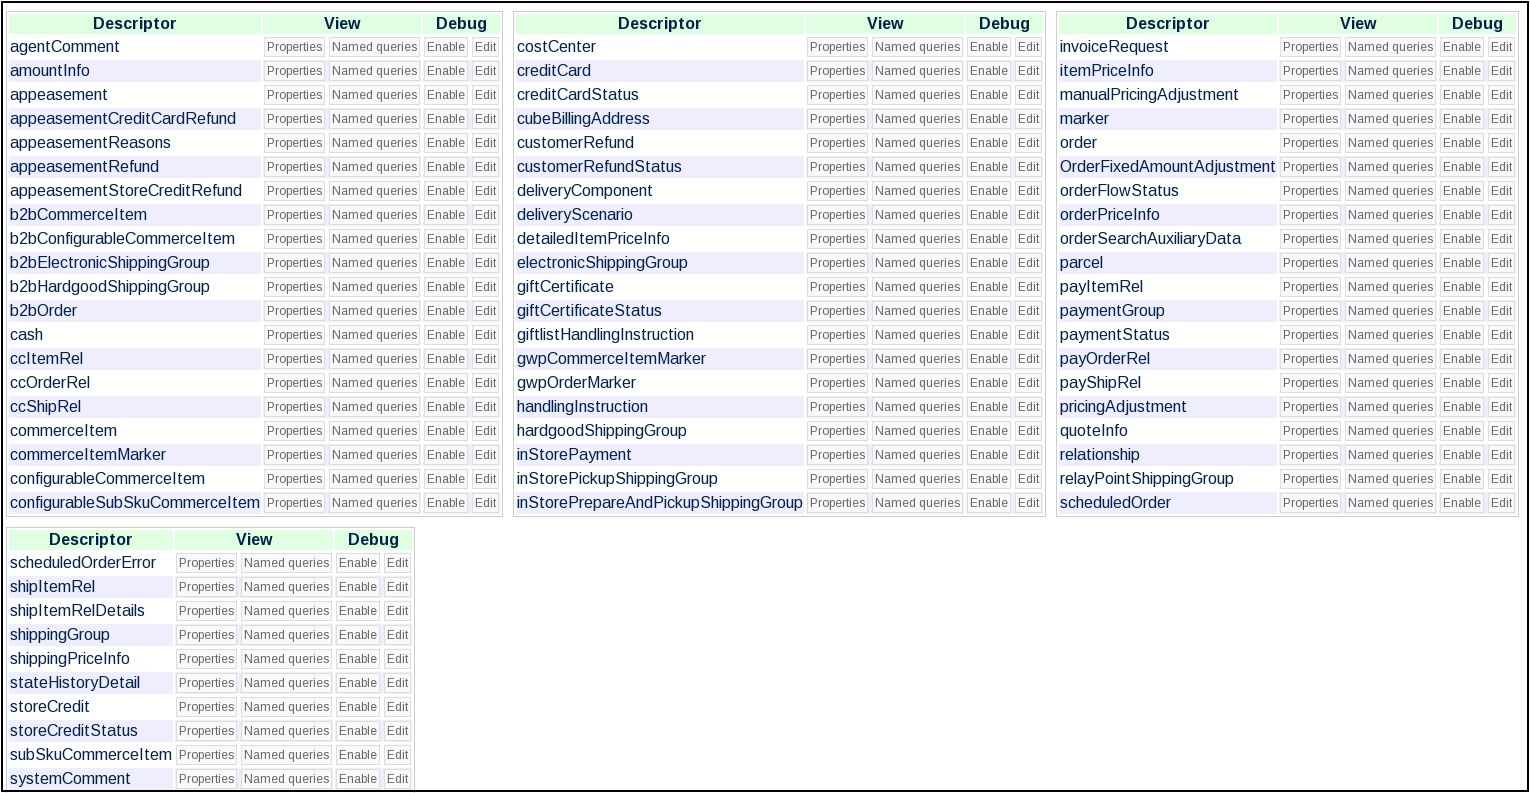 Descriptor View Debug
agentComment Properties Named queries Enable Edit
amountInfo Properties Named queries Enable Edit
appeasement Properties Named queries Enable Edit
appeasementCreditCardRefund Properties Named queries Enable Edit
appeasementReasons Properties Named queries Enable Edit
appeasementRefund Properties Named queries Enable Edit
appeasementStoreCreditRefund Properties Named queries Enable Edit
b2bCommerceItem Properties Named queries Enable Edit
b2bConfigurableCommerceItem Properties Named queries Enable Edit
b2bElectronicShippingGroup Properties Named queries Enable Edit
b2bHardgoodShippingGroup Properties Named queries Enable Edit
b2bOrder Properties Named queries Enable Edit
cash Properties Named queries Enable Edit
ccItemRel Properties Named queries Enable Edit
ccOrderRel Properties Named queries Enable Edit
ccShipRel Properties Named queries Enable Edit
commerceItem Properties Named queries Enable Edit
commerceItemMarker Properties Named queries Enable Edit
configurableCommerceItem Properties Named queries Enable Edit
configurableSubSkuCommerceItem Properties Named queries Enable Edit
Descriptor View Debug
costCenter Properties Named queries Enable Edit
creditCard Properties Named queries Enable Edit
creditCardStatus Properties Named queries Enable Edit
cubeBillingAddress Properties Named queries Enable Edit
customerRefund Properties Named queries Enable Edit
customerRefundStatus Properties Named queries Enable Edit
deliveryComponent Properties Named queries Enable Edit
deliveryScenario Properties Named queries Enable Edit
detailedItemPriceInfo Properties Named queries Enable Edit
electronicShippingGroup Properties Named queries Enable Edit
giftCertificate Properties Named queries Enable Edit
giftCertificateStatus Properties Named queries Enable Edit
giftlistHandlingInstruction Properties Named queries Enable Edit
gwpCommerceItemMarker Properties Named queries Enable Edit
gwpOrderMarker Properties Named queries Enable Edit
handlingInstruction Properties Named queries Enable Edit
hardgoodShippingGroup Properties Named queries Enable Edit
inStorePayment Properties Named queries Enable Edit
inStorePickupShippingGroup Properties Named queries Enable Edit
inStorePrepareAndPickupShippingGroup Properties Named queries Enable Edit
Descriptor View Debug
invoiceRequest Properties Named queries Enable Edit
itemPriceInfo Properties Named queries Enable Edit
manualPricingAdjustment Properties Named queries Enable Edit
marker Properties Named queries Enable Edit
order Properties Named queries Enable Edit
OrderFixedAmountAdjustment Properties Named queries Enable Edit
orderFlowStatus Properties Named queries Enable Edit
orderPriceInfo Properties Named queries Enable Edit
orderSearchAuxiliaryData Properties Named queries Enable Edit
parcel Properties Named queries Enable Edit
payItemRel Properties Named queries Enable Edit
paymentGroup Properties Named queries Enable Edit
paymentStatus Properties Named queries Enable Edit
payOrderRel Properties Named queries Enable Edit
payShipRel Properties Named queries Enable Edit
pricingAdjustment Properties Named queries Enable Edit
quoteInfo Properties Named queries Enable Edit
relationship Properties Named queries Enable Edit
relayPointShippingGroup Properties Named queries Enable Edit
scheduledOrder Properties Named queries Enable Edit
Descriptor View Debug
scheduledOrderError Properties Named queries Enable Edit
shipItemRel Properties Named queries Enable Edit
shipItemRelDetails Properties Named queries Enable Edit
shippingGroup Properties Named queries Enable Edit
shippingPriceInfo Properties Named queries Enable Edit
stateHistoryDetail Properties Named queries Enable Edit
storeCredit Properties Named queries Enable Edit
storeCreditStatus Properties Named queries Enable Edit
subSkuCommerceItem Properties Named queries Enable Edit
systemComment Properties Named queries Enable Edit